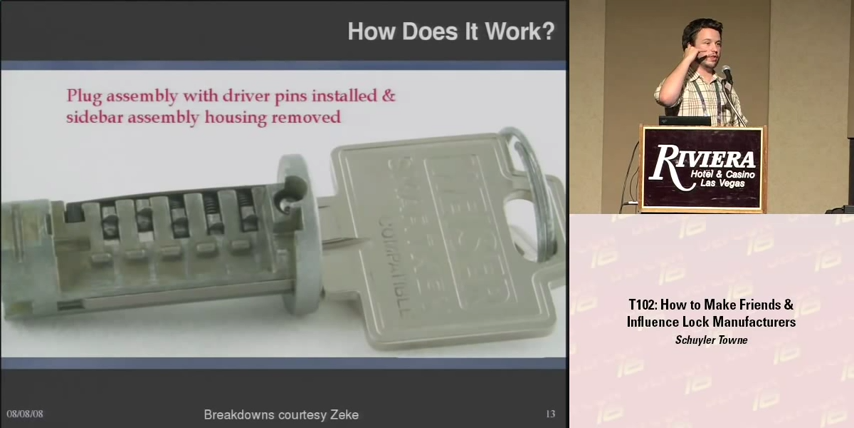 How Does It Work?
Plug assembly with driver pins installed &
sidebar assembly housing removed
COMPATIBLE
08/08/08
Breakdowns courtesy Zeke
13
RIVIERA
Hotel & Casino
Las Vegas
T102: How to Make Friends &
Influence Lock Manufacturers
Schuyler Towne